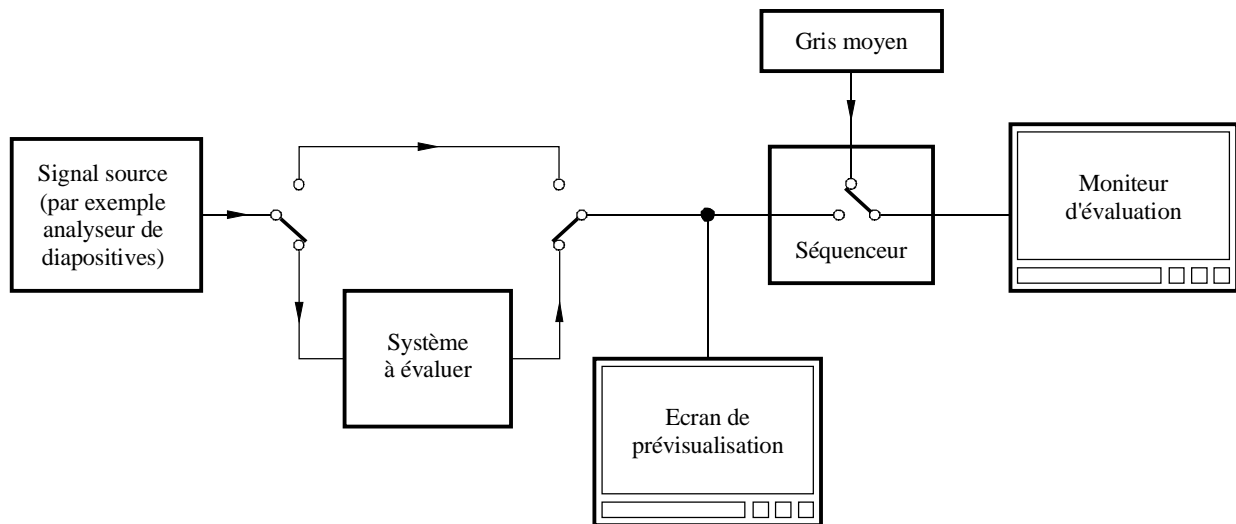 Gris moyen
Signal source
(par exemple
analyseur de
diapositives)
Moniteur
d'évaluation
Séquenceur
Système
à évaluer
Ecran de
prévisualisation